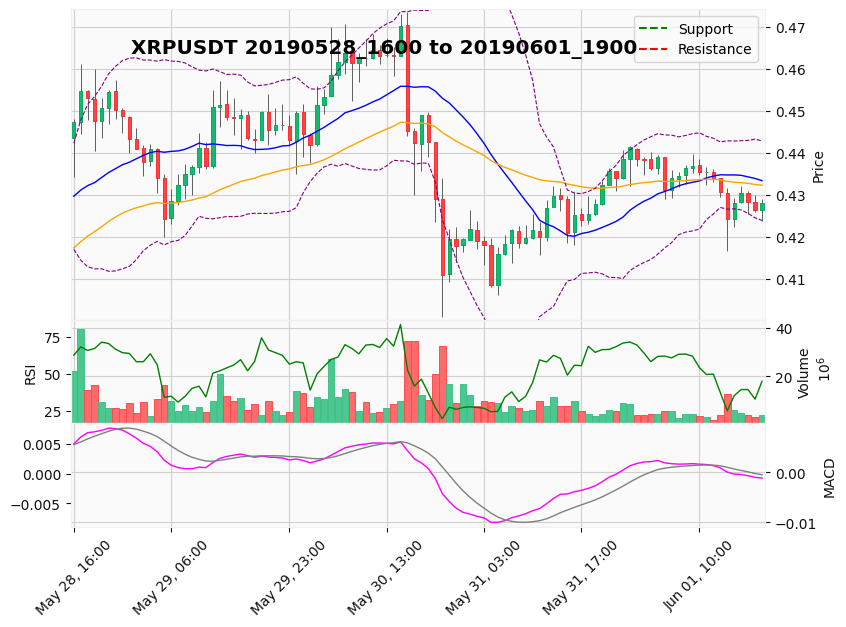 XRPUSDT 20190528_1600 to 20190601_1900
Support
Resistance
0.47
0.46
0.45
0.44
0.43
0.42
0.41
Price
75
50
25
RSI
40
20
Volume
10^6
0.005
0.000
−0.005
0.00
−0.01
MACD
May 28, 16:00
May 29, 06:00
May 29, 23:00
May 30, 13:00
May 31, 03:00
May 31, 17:00
Jun 01, 10:00